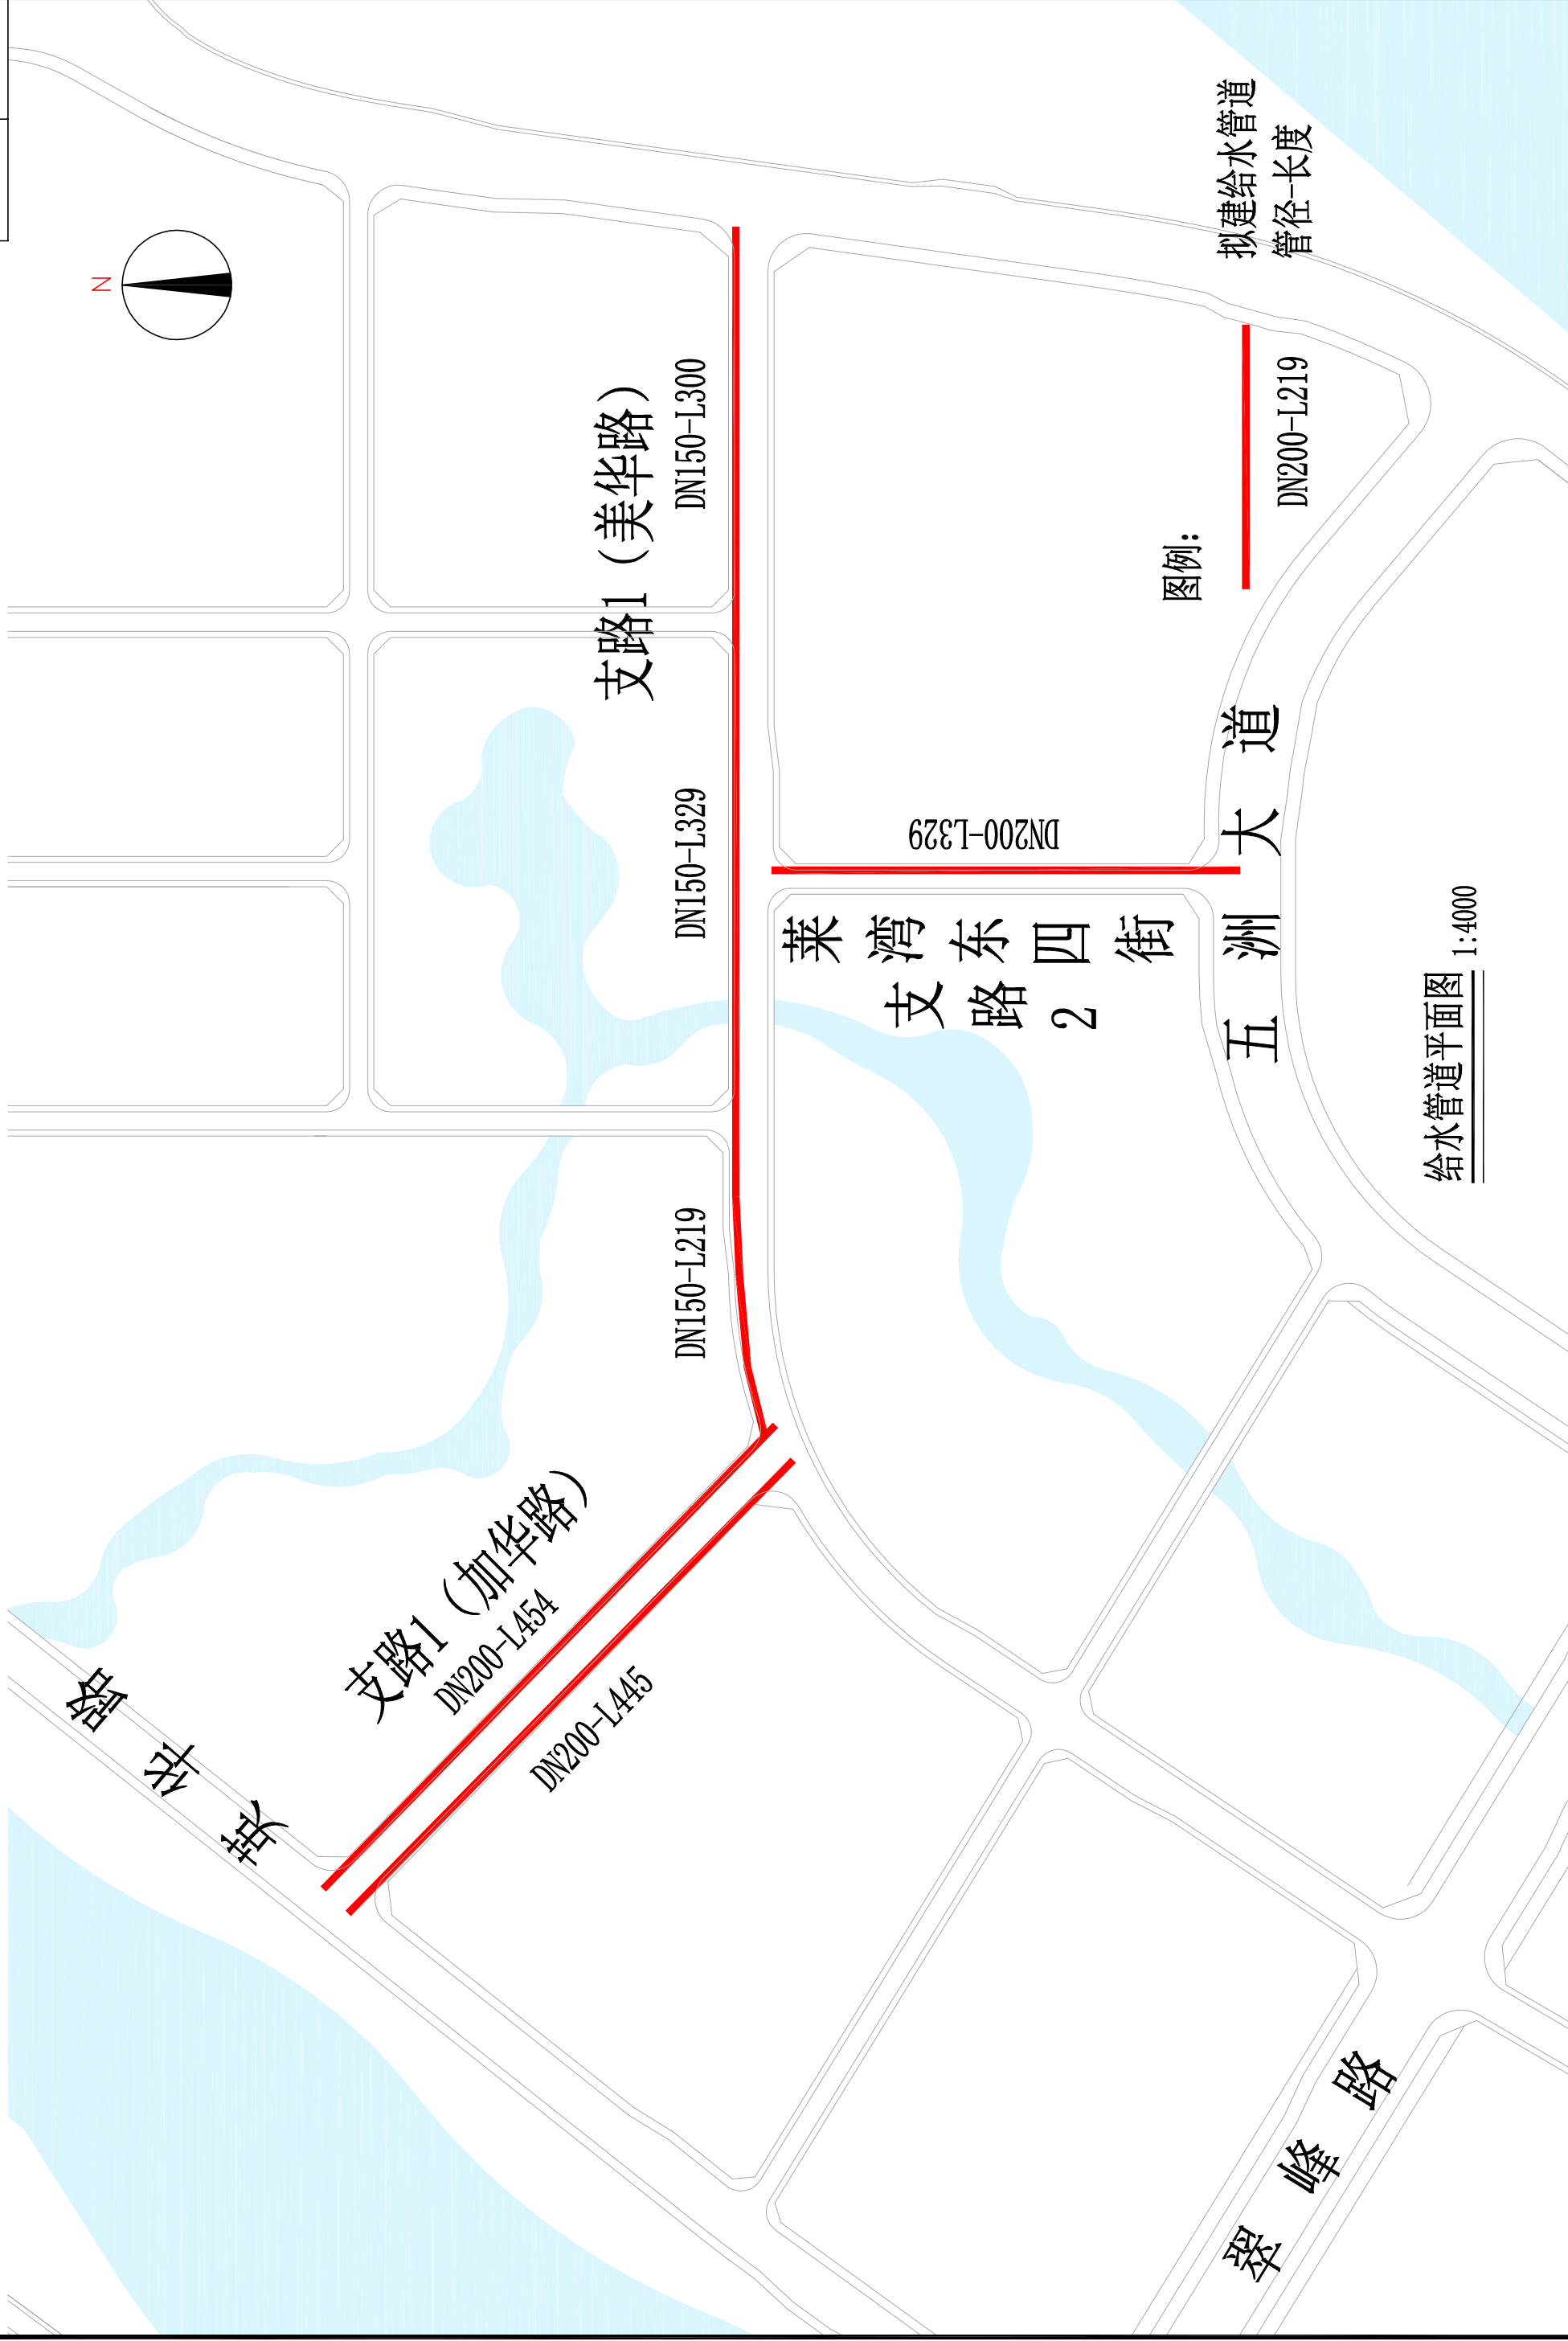 N
英华路
支路1（加华路）
DN200-L454
DN200-L445
DN150-L219
DN150-L329
支路1（美华路）
DN150-L300
DN200-L329
莱湾东四街
支路2
五洲大道
翠峰路
图例：
拟建给水管道
管径-长度
DN200-L219
给水管道平面图 1:4000